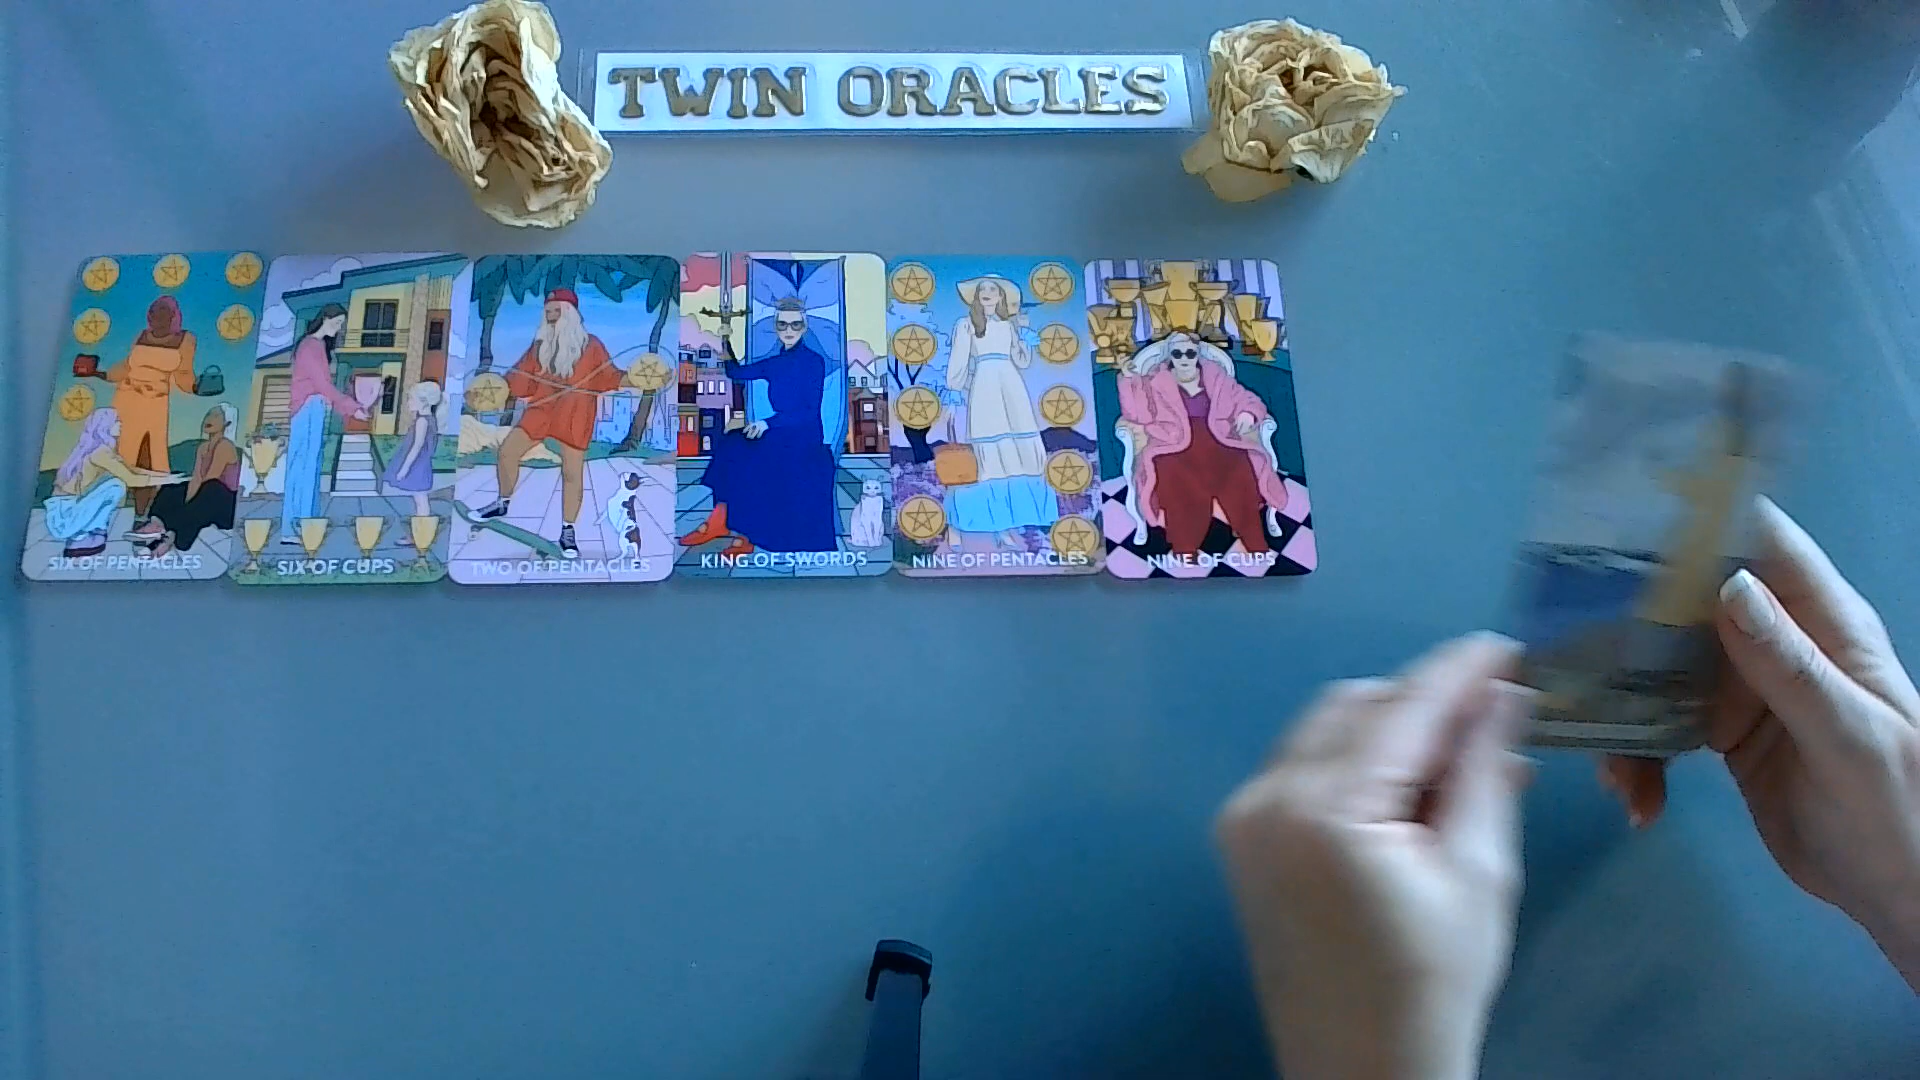 TWIN ORACLES
SIX OF PENTACLES
SIX OF CUPS
TWO OF PENTACLES
KING OF SWORDS
NINE OF PENTACLES
NINE OF CUPS